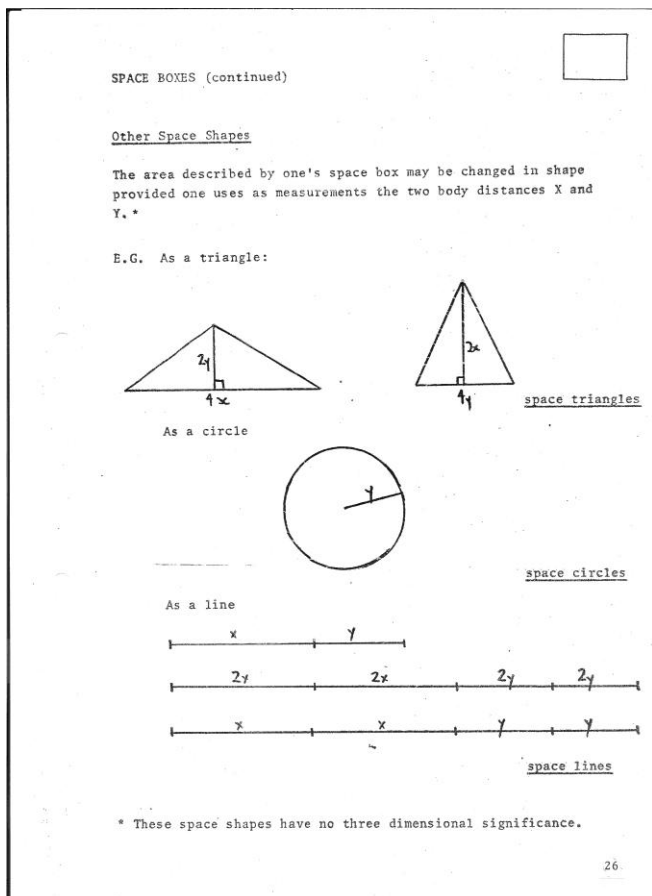 SPACE BOXES (continued)
Other Space Shapes
The area described by one's space box may be changed in shape
provided one uses as measurements the two body distances X and
Y. *
E.G. As a triangle:
2y
4x
2x
4y
space triangles
As a circle
y
space circles
As a line
x y
2x 2x 2y 2y
x x y y
space lines
* These space shapes have no three dimensional significance.
26